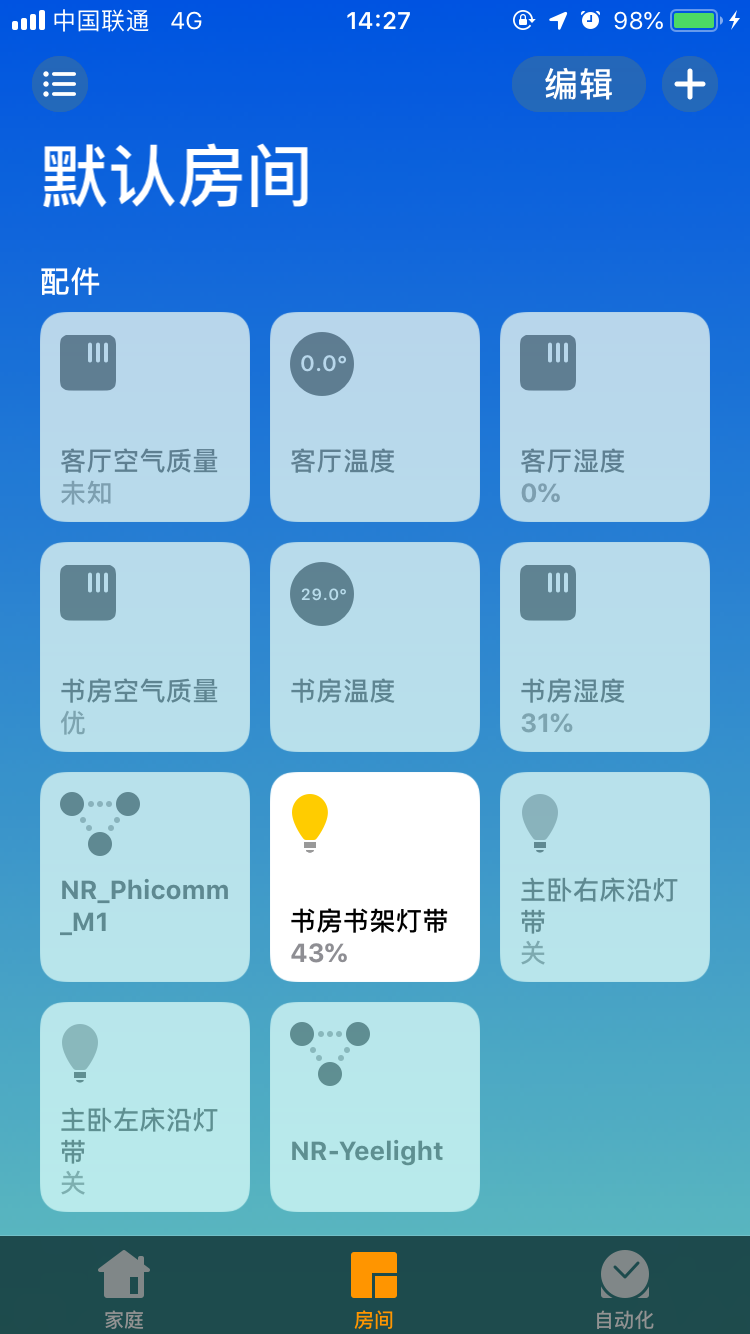 中国联通 4G 14:27 98%
编辑
默认房间
配件
0.0°
客厅空气质量
未知
客厅温度
客厅湿度
0%
29.0°
书房空气质量
优
书房温度
书房湿度
31%
NR_Phicomm
_M1
书房书架灯带
43%
主卧右床沿灯
带
关
主卧左床沿灯
带
关
NR-Yeelight
家庭
房间
自动化